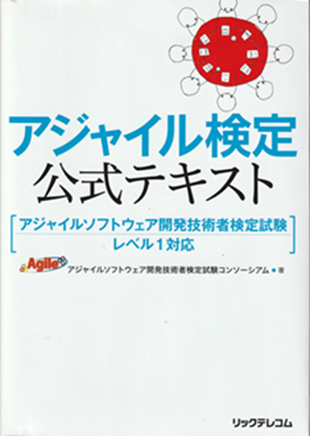 アジャイル検定
公式テキスト
アジャイルソフトウェア開発技術者検定試験
レベル1対応
Agile
アジャイルソフトウェア開発技術者検定試験コンソーシアム●著
リックテレコム